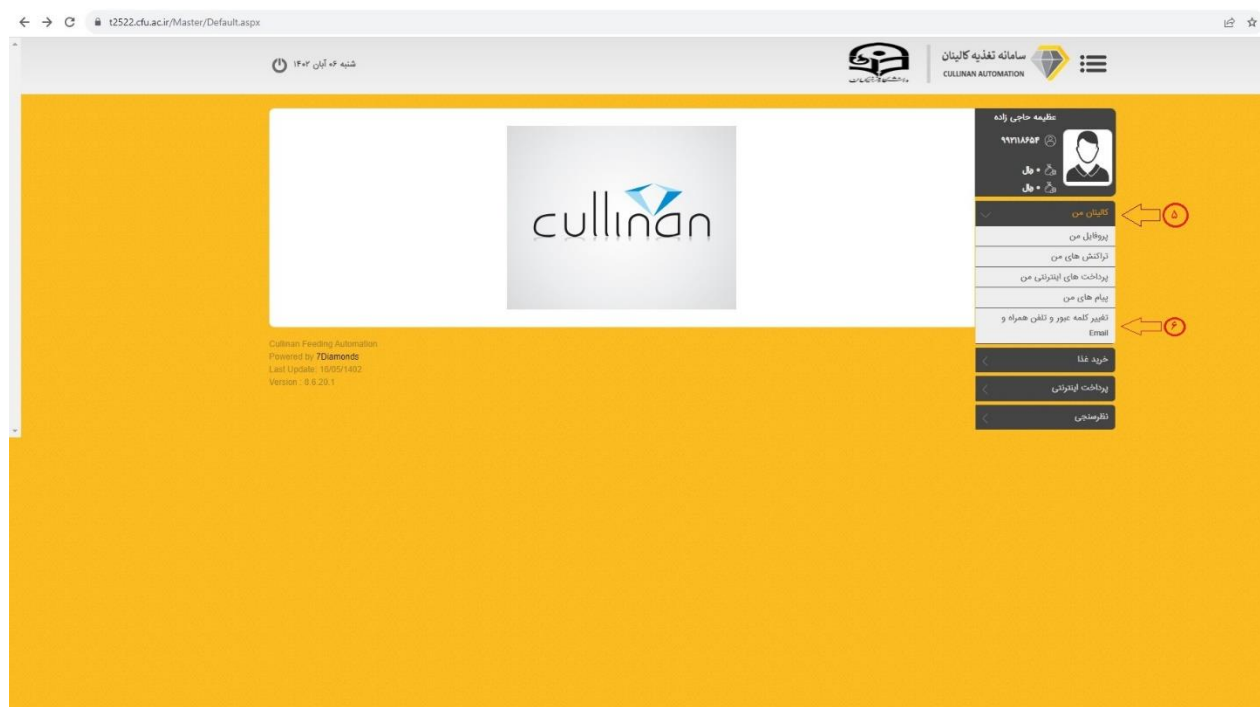 t2522.cfu.ac.ir/Master/Default.aspx
سامانه تغذیه کالینان
CULLINAN AUTOMATION
شنبه ۰۶ آبان ۱۴۰۲
عظیمه حاجی زاده
۹۹۲۱۱۸۶۵۴
۰ ریال
۰ ریال
cullinan
کالینان من
۵
پروفایل من
تراکنش های من
پرداخت های اینترنتی من
پیام های من
تغییر کلمه عبور و تلفن همراه و
Email
۶
خرید غذا
پرداخت اینترنتی
نظرسنجی
Cullinan Feeding Automation
Powered by 7Diamonds
Last Update: 16/05/1402
Version : 8.6.20.1